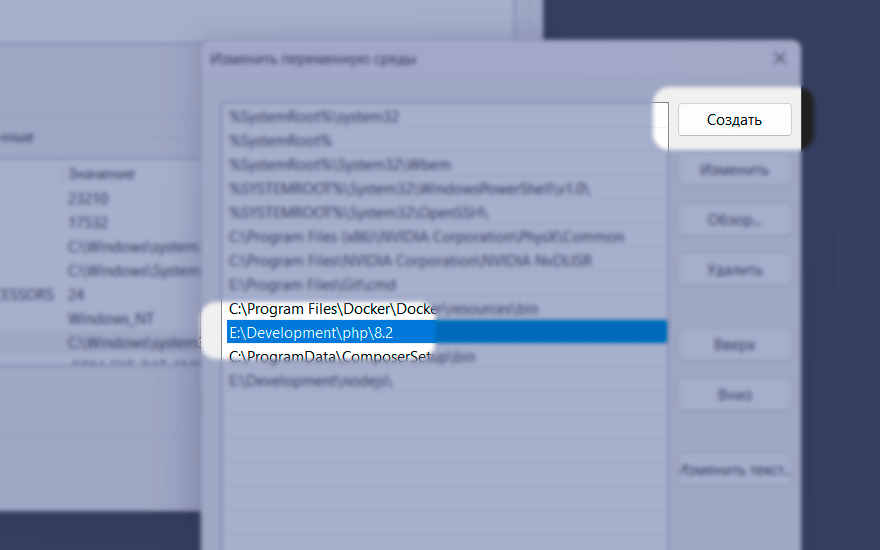 Изменить переменную среды
%SystemRoot%\system32
%SystemRoot%
%SystemRoot%\System32\Wbem
%SYSTEMROOT%\System32\WindowsPowerShell\v1.0\
%SYSTEMROOT%\System32\OpenSSH\
C:\Program Files (x86)\NVIDIA Corporation\PhysX\Common
C:\Program Files\NVIDIA Corporation\NVIDIA NvDLISR
E:\Program Files\Git\cmd
C:\Program Files\Docker\Docker\resources\bin
E:\Development\php\8.2
C:\ProgramData\ComposerSetup\bin
E:\Development\nodejs\
Создать
Изменить
Обзор...
Удалить
Вверх
Вниз
Изменить текст...
Значение
23210
17532
C:\Windows\system
C:\Windows\System
CESSORS 24
Windows_NT
C:\Windows\system3